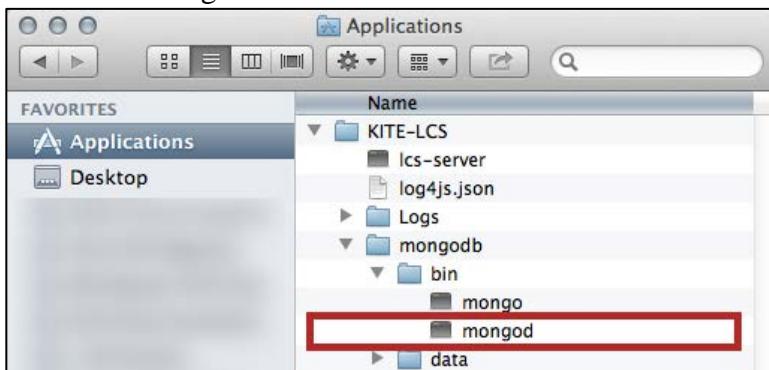 Applications
FAVORITES
Name
Applications
KITE-LCS
lcs-server
Desktop
log4js.json
Logs
mongodb
bin
mongo
mongod
data